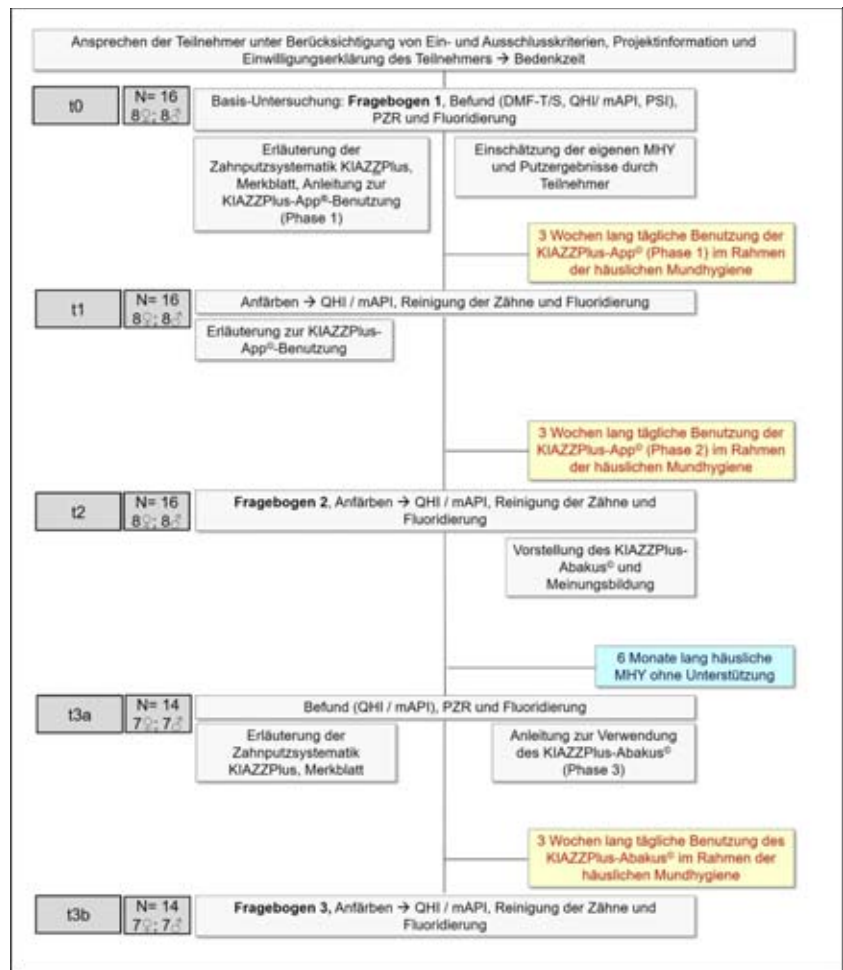 Ansprechen der Teilnehmer unter Berücksichtigung von Ein- und Ausschlusskriterien, Projektinformation und
Einwilligungserklärung des Teilnehmers → Bedenkzeit
t0
N= 16
8♀; 8♂
Basis-Untersuchung: Fragebogen 1, Befund (DMF-T/S, QHI/ mAPI, PSI),
PZR und Fluoridierung
Erläuterung der
Zahnputzsystematik KIAZZPlus,
Merkblatt, Anleitung zur
KIAZZPlus-App®-Benutzung
(Phase 1)
Einschätzung der eigenen MHY
und Putzergebnisse durch
Teilnehmer
3 Wochen lang tägliche Benutzung der
KIAZZPlus-App© (Phase 1) im Rahmen
der häuslichen Mundhygiene
t1
N= 16
8♀; 8♂
Anfärben → QHI / mAPI, Reinigung der Zähne und Fluoridierung
Erläuterung zur KIAZZPlus-
App©-Benutzung
3 Wochen lang tägliche Benutzung der
KIAZZPlus-App© (Phase 2) im Rahmen
der häuslichen Mundhygiene
t2
N= 16
8♀; 8♂
Fragebogen 2, Anfärben → QHI / mAPI, Reinigung der Zähne und
Fluoridierung
Vorstellung des KIAZZPlus-
Abakus© und
Meinungsbildung
6 Monate lang häusliche
MHY ohne Unterstützung
t3a
N= 14
7♀; 7♂
Befund (QHI / mAPI), PZR und Fluoridierung
Erläuterung der
Zahnputzsystematik
KIAZZPlus, Merkblatt
Anleitung zur Verwendung
des KIAZZPlus-Abakus©
(Phase 3)
3 Wochen lang tägliche Benutzung des
KIAZZPlus-Abakus© im Rahmen der
häuslichen Mundhygiene
t3b
N= 14
7♀; 7♂
Fragebogen 3, Anfärben → QHI / mAPI, Reinigung der Zähne und
Fluoridierung